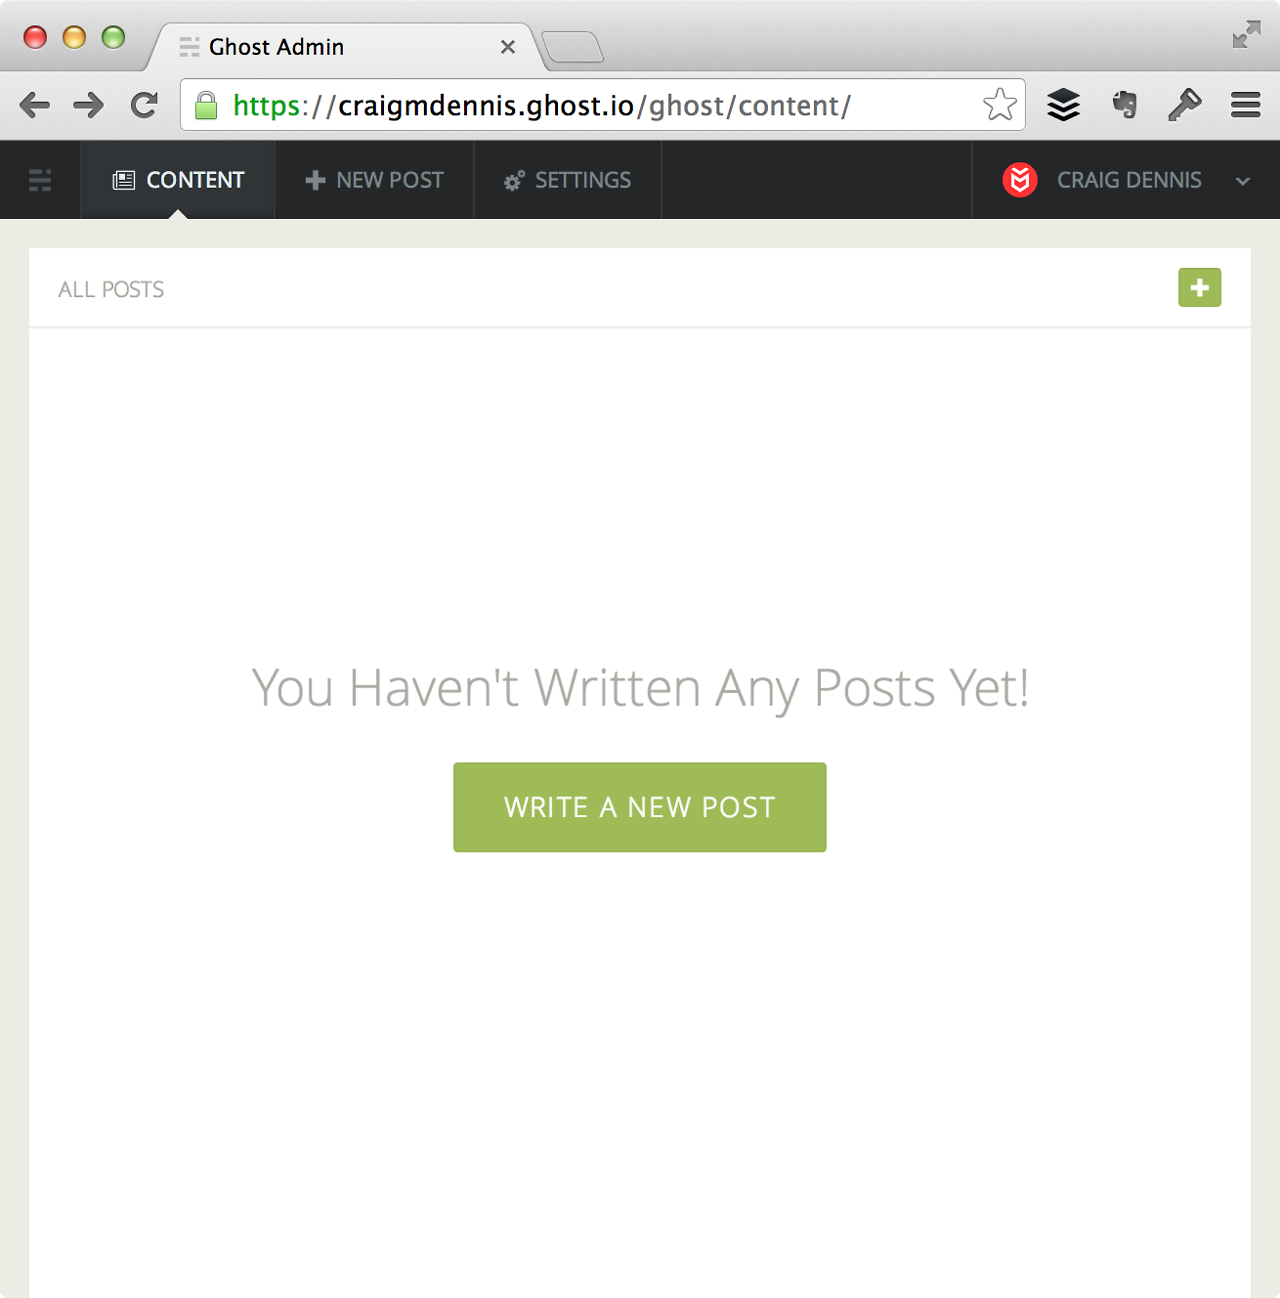 Ghost Admin
https://craigmdennis.ghost.io/ghost/content/
CONTENT
NEW POST
SETTINGS
CRAIG DENNIS
ALL POSTS
You Haven't Written Any Posts Yet!
WRITE A NEW POST